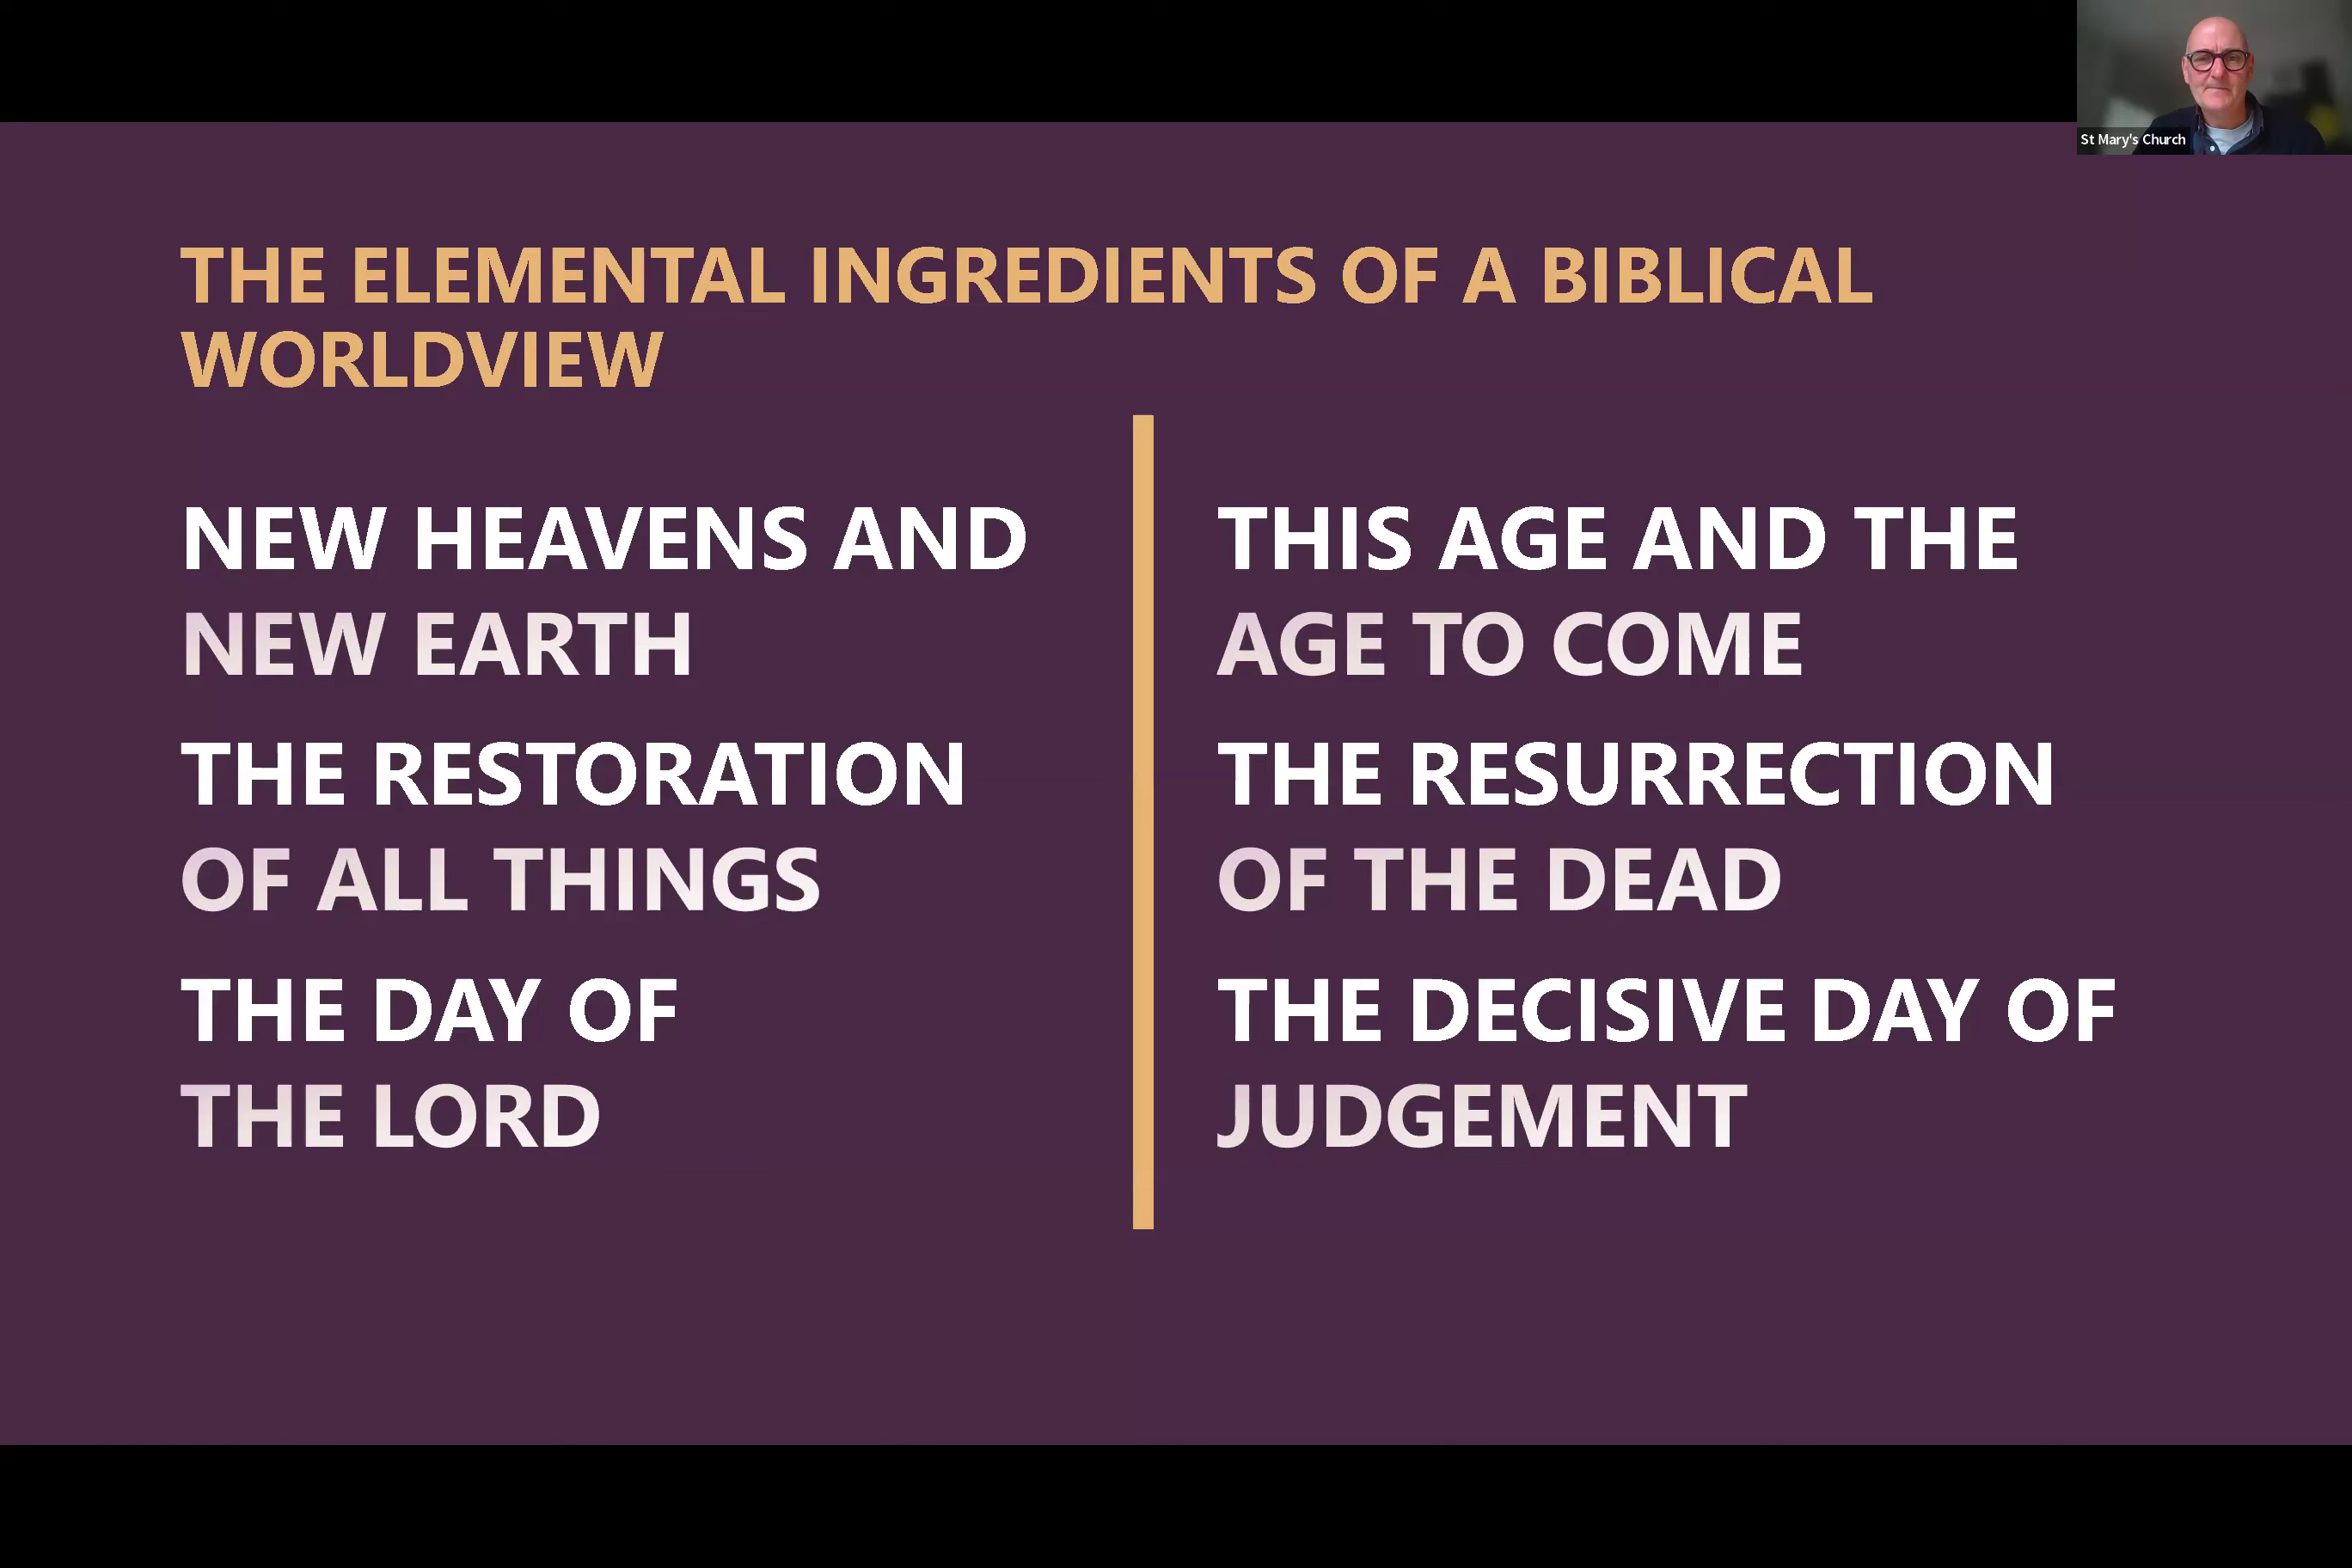 St Mary's Church
THE ELEMENTAL INGREDIENTS OF A BIBLICAL
WORLDVIEW
NEW HEAVENS AND
NEW EARTH
THE RESTORATION
OF ALL THINGS
THE DAY OF
THE LORD
THIS AGE AND THE
AGE TO COME
THE RESURRECTION
OF THE DEAD
THE DECISIVE DAY OF
JUDGEMENT